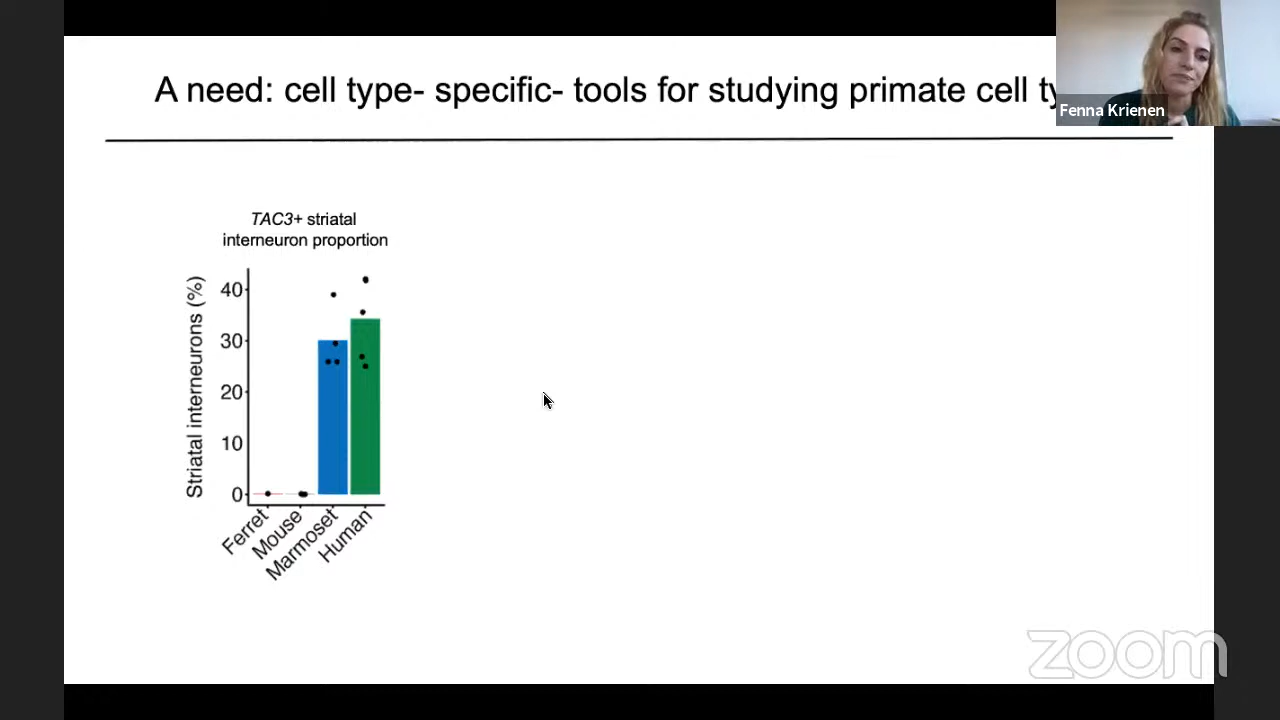 A need: cell type- specific- tools for studying primate cell ty
Fenna Krienen
TAC3+ striatal
interneuron proportion
Striatal interneurons (%)
40
30
20
10
0
Ferret
Mouse
Marmoset
Human
zoom